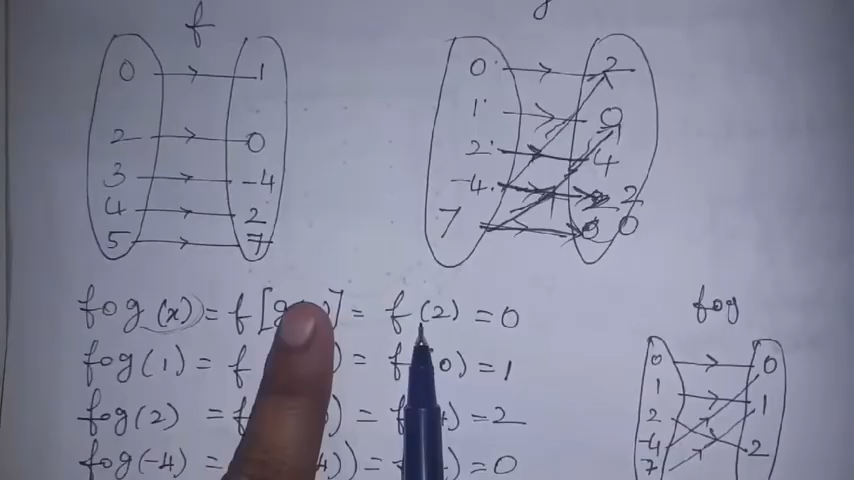 f
g
0 1
2 0
3 -4
4 2
5 7
0 2
1 0
2 4
-4 2
7 0
fog (x) = f [g ] = f (2) = 0
fog (1) = f ) = f( 0) = 1
fog (2) = f ) = f( 4) = 2
fog (-4) = 4)) = f( ) = 0
fog
0 0
1 1
2 2
-4
7